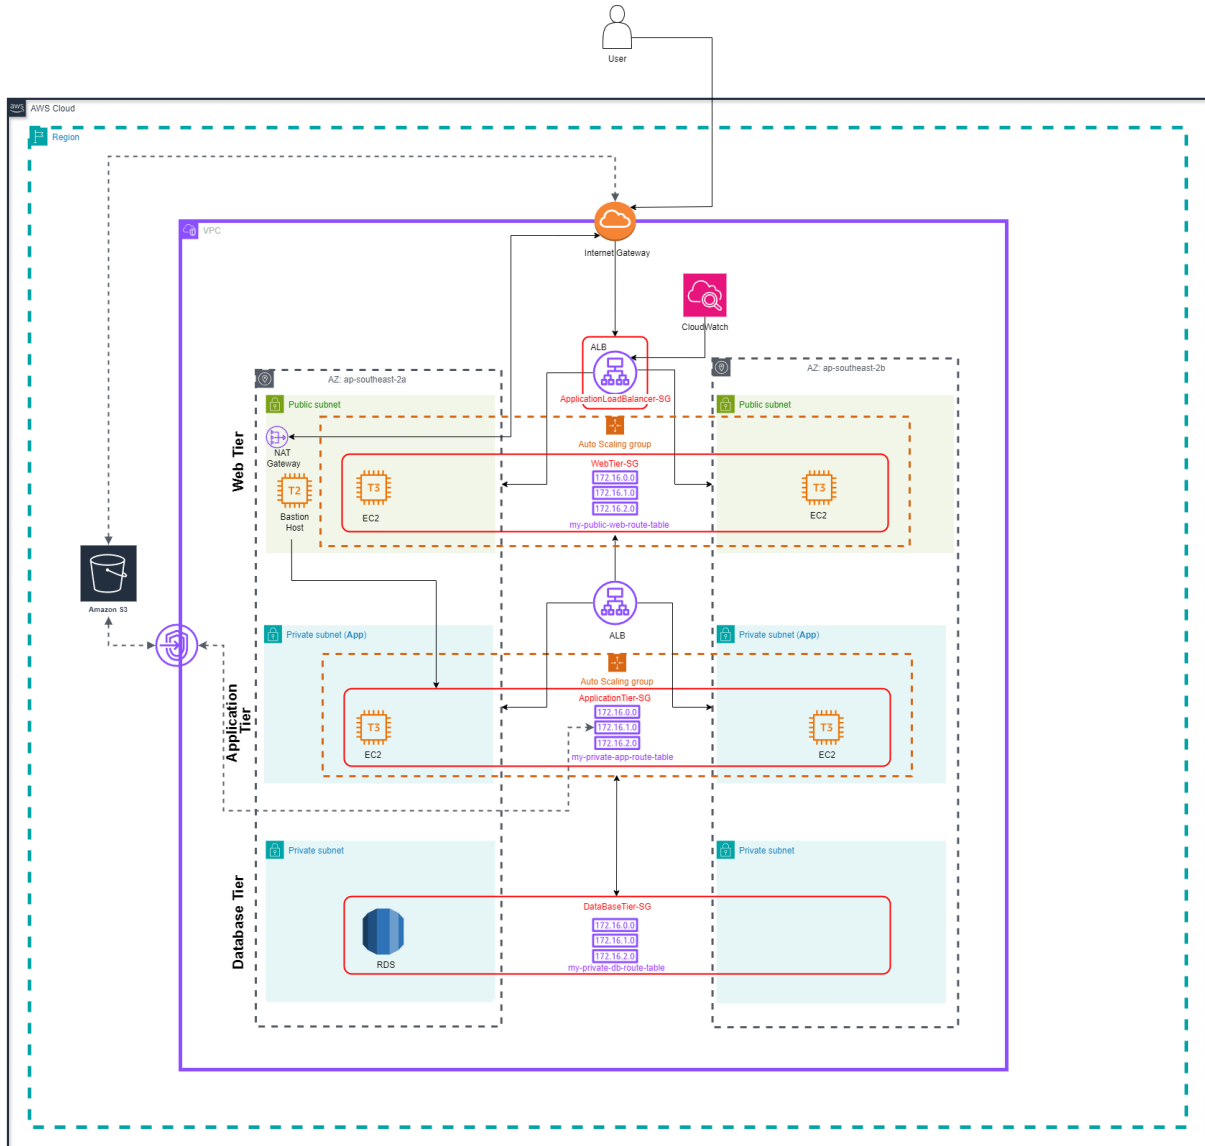 User
aws
AWS Cloud
Region
VPC
Internet Gateway
CloudWatch
ALB
ApplicationLoadBalancer-SG
AZ: ap-southeast-2a
AZ: ap-southeast-2b
Public subnet
Public subnet
Web Tier
Auto Scaling group
NAT
Gateway
WebTier-SG
172.16.0.0
172.16.1.0
172.16.2.0
my-public-web-route-table
T2
Bastion
Host
T3
EC2
T3
EC2
Amazon S3
ALB
Private subnet (App)
Private subnet (App)
Application
Tier
Auto Scaling group
ApplicationTier-SG
172.16.0.0
172.16.1.0
172.16.2.0
my-private-app-route-table
T3
EC2
T3
EC2
Private subnet
Private subnet
Database Tier
DataBaseTier-SG
172.16.0.0
172.16.1.0
172.16.2.0
my-private-db-route-table
RDS